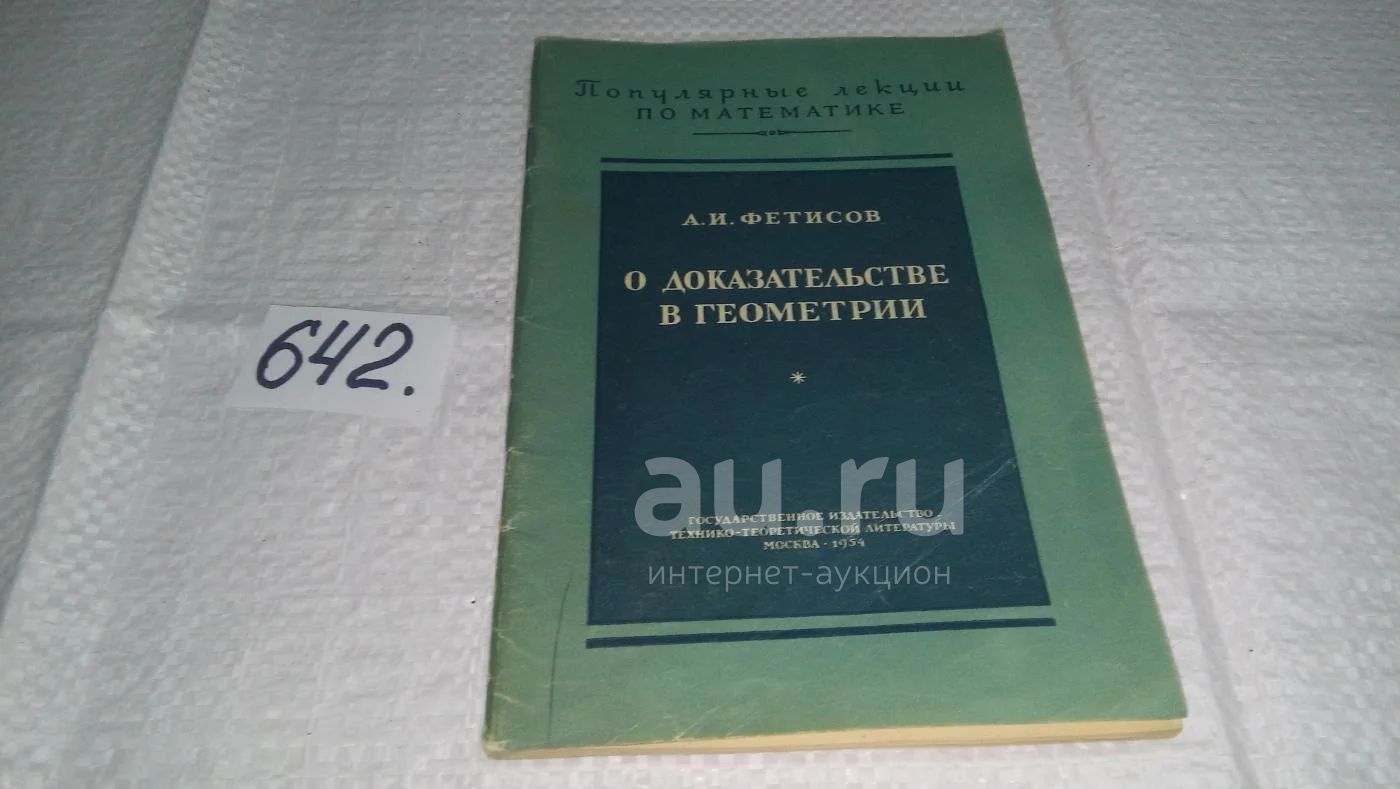 Популярные лекции
ПО МАТЕМАТИКЕ
А. И. ФЕТИСОВ
О ДОКАЗАТЕЛЬСТВЕ
В ГЕОМЕТРИИ
*
642.
au.ru
ГОСУДАРСТВЕННОЕ ИЗДАТЕЛЬСТВО
ТЕХНИКО-ТЕОРЕТИЧЕСКОЙ ЛИТЕРАТУРЫ
МОСКВА - 1954
интернет-аукцион